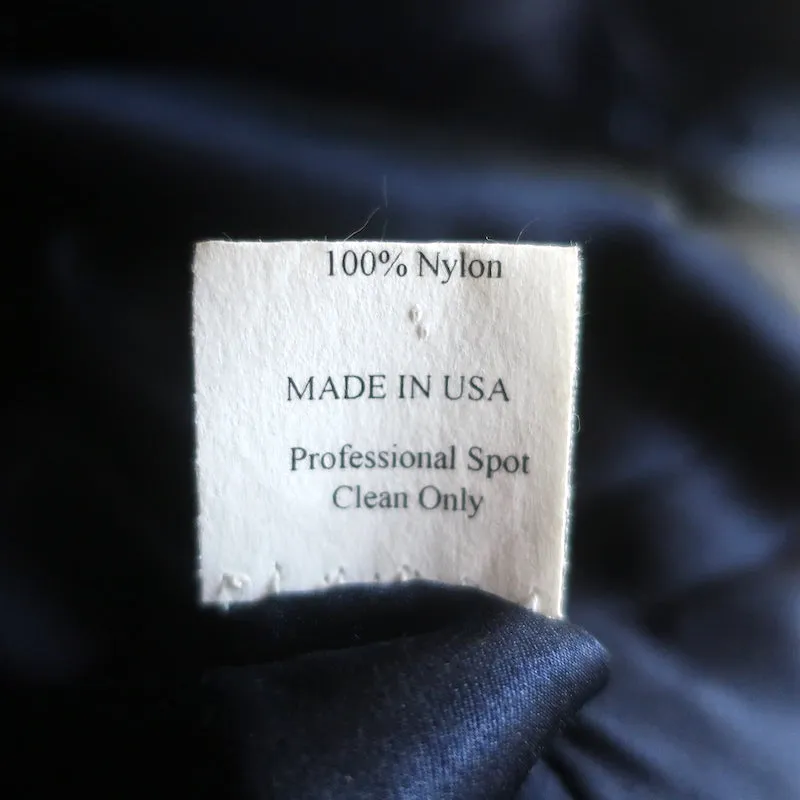 100% Nylon
MADE IN USA
Professional Spot
Clean Only